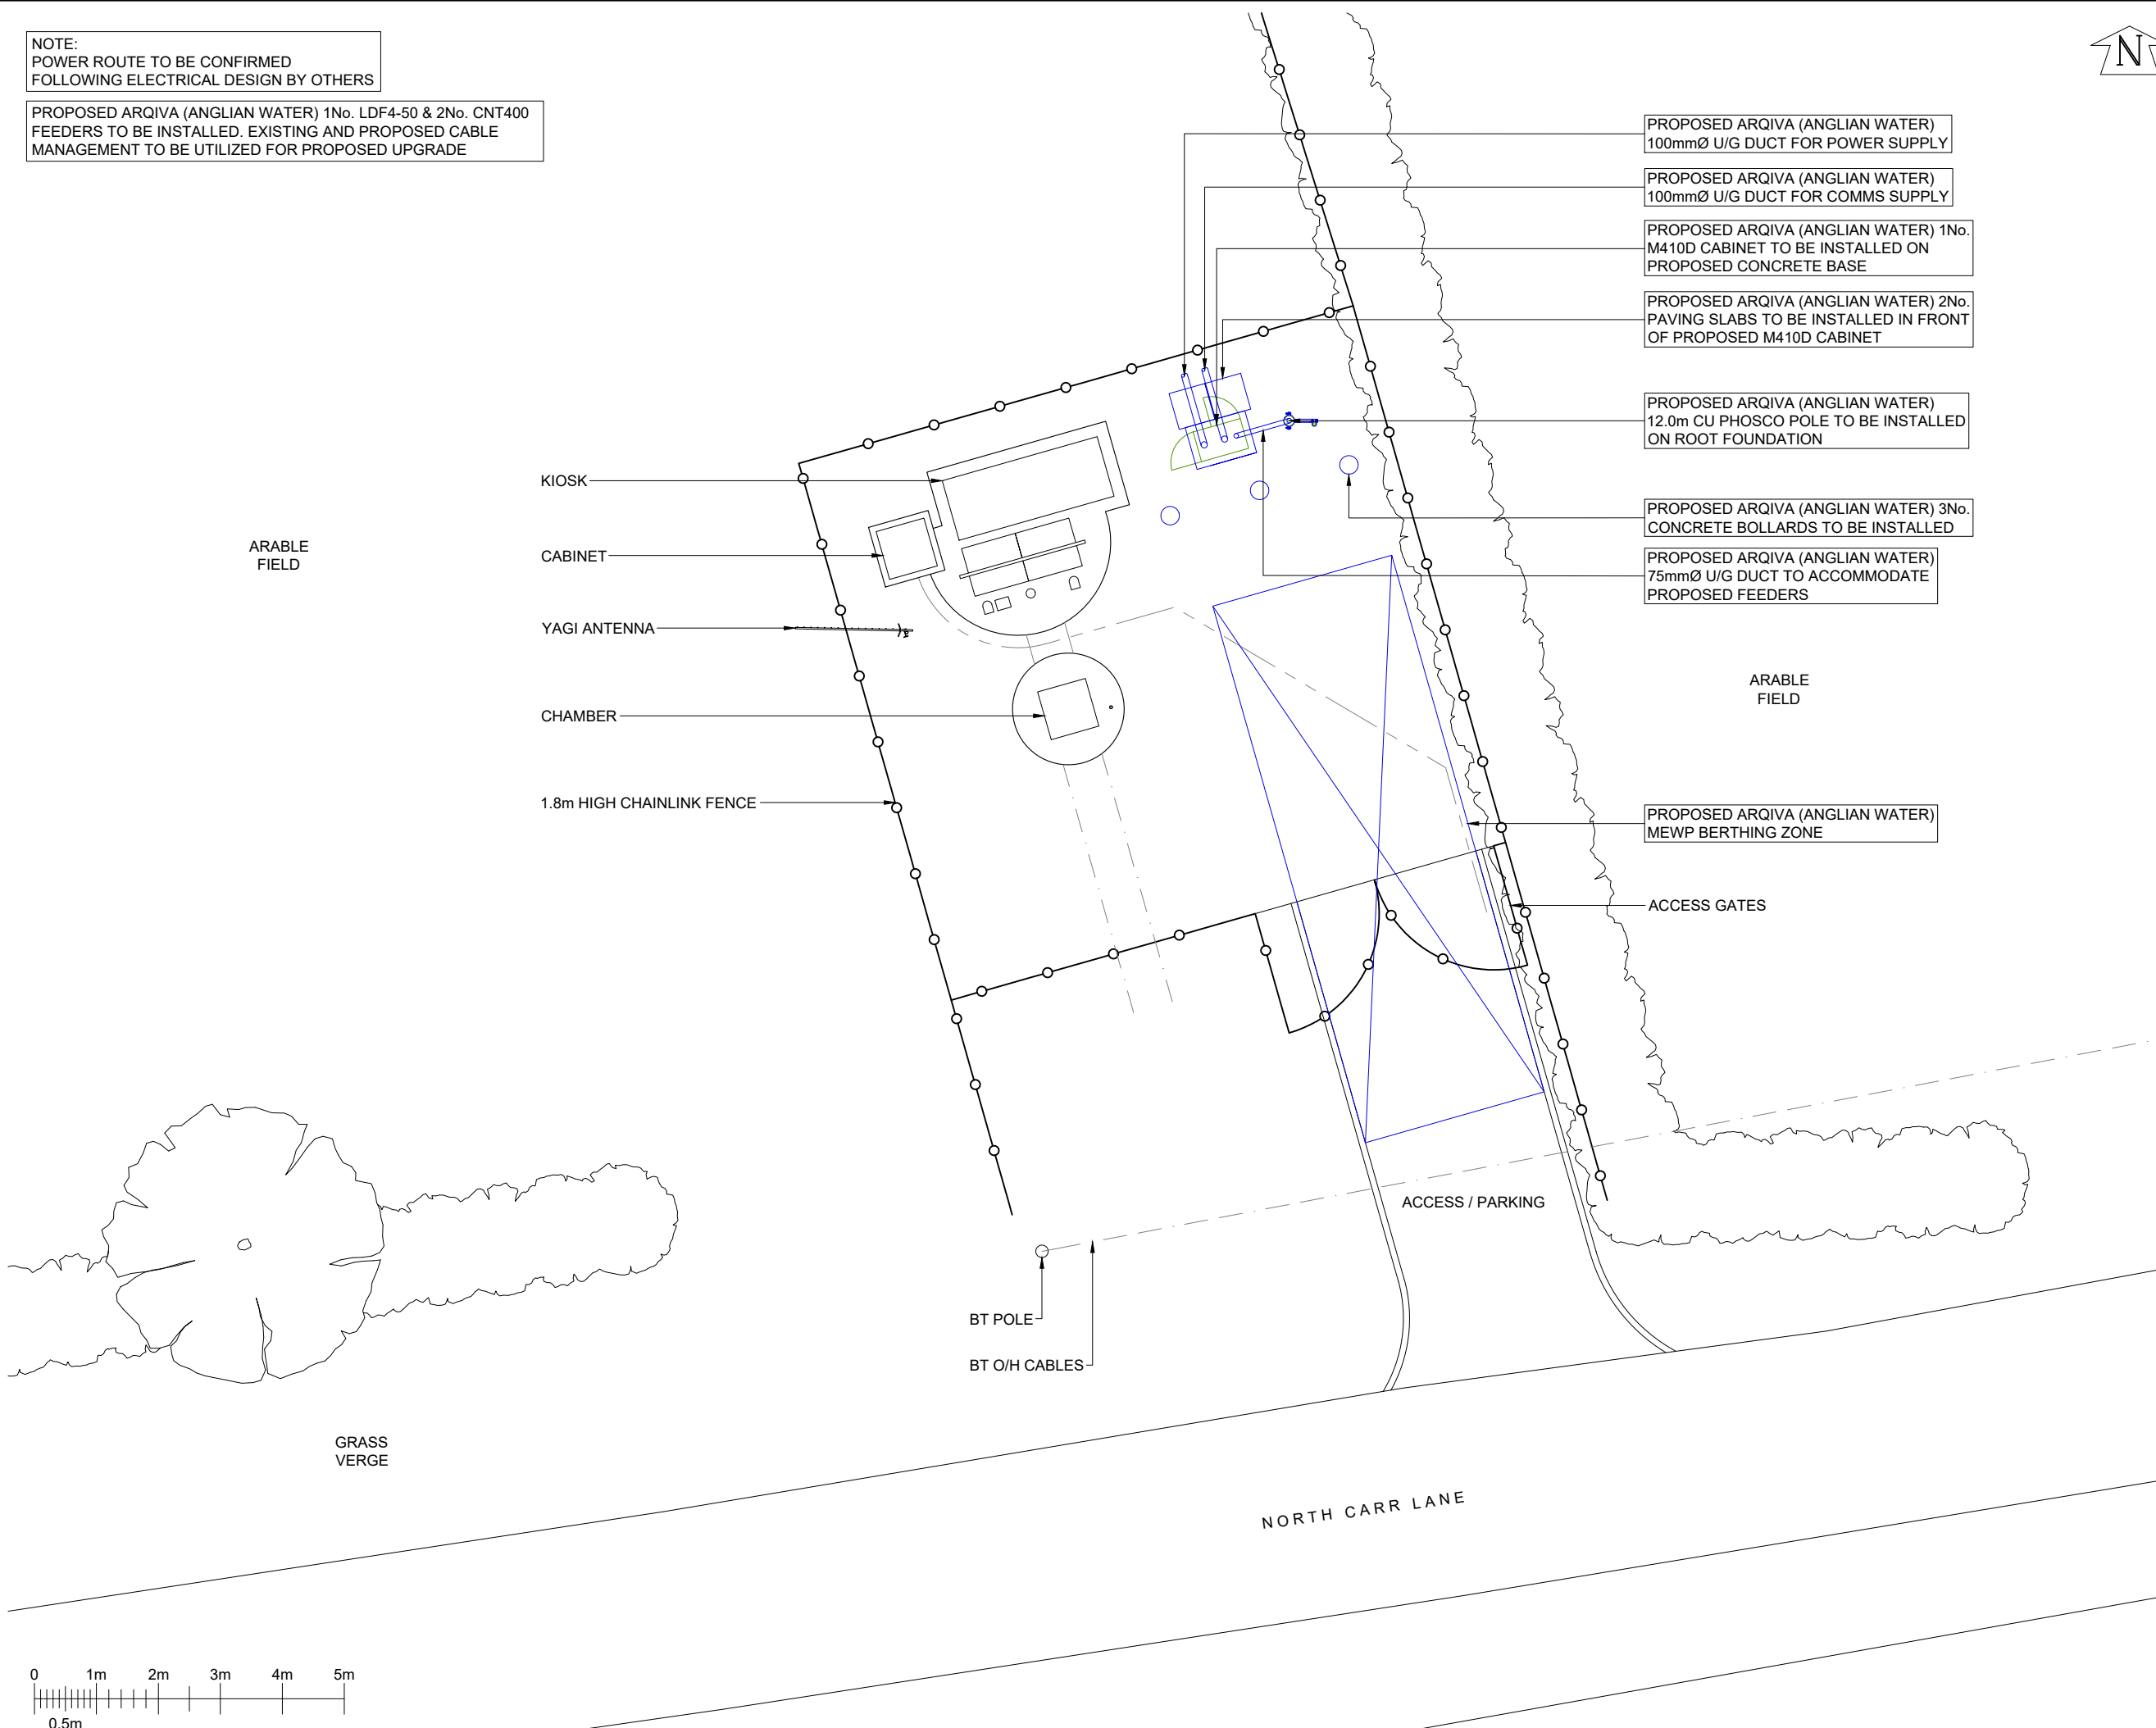 NOTE:
POWER ROUTE TO BE CONFIRMED
FOLLOWING ELECTRICAL DESIGN BY OTHERS
PROPOSED ARQIVA (ANGLIAN WATER) 1No. LDF4-50 & 2No. CNT400
FEEDERS TO BE INSTALLED. EXISTING AND PROPOSED CABLE
MANAGEMENT TO BE UTILIZED FOR PROPOSED UPGRADE
N
PROPOSED ARQIVA (ANGLIAN WATER)
100mmØ U/G DUCT FOR POWER SUPPLY
PROPOSED ARQIVA (ANGLIAN WATER)
100mmØ U/G DUCT FOR COMMS SUPPLY
PROPOSED ARQIVA (ANGLIAN WATER) 1No.
M410D CABINET TO BE INSTALLED ON
PROPOSED CONCRETE BASE
PROPOSED ARQIVA (ANGLIAN WATER) 2No.
PAVING SLABS TO BE INSTALLED IN FRONT
OF PROPOSED M410D CABINET
PROPOSED ARQIVA (ANGLIAN WATER)
12.0m CU PHOSCO POLE TO BE INSTALLED
ON ROOT FOUNDATION
PROPOSED ARQIVA (ANGLIAN WATER) 3No.
CONCRETE BOLLARDS TO BE INSTALLED
PROPOSED ARQIVA (ANGLIAN WATER)
75mmØ U/G DUCT TO ACCOMMODATE
PROPOSED FEEDERS
KIOSK
CABINET
YAGI ANTENNA
CHAMBER
1.8m HIGH CHAINLINK FENCE
ARABLE
FIELD
ARABLE
FIELD
PROPOSED ARQIVA (ANGLIAN WATER)
MEWP BERTHING ZONE
ACCESS GATES
ACCESS / PARKING
BT POLE
BT O/H CABLES
GRASS
VERGE
NORTH CARR LANE
0 1m 2m 3m 4m 5m
0.5m